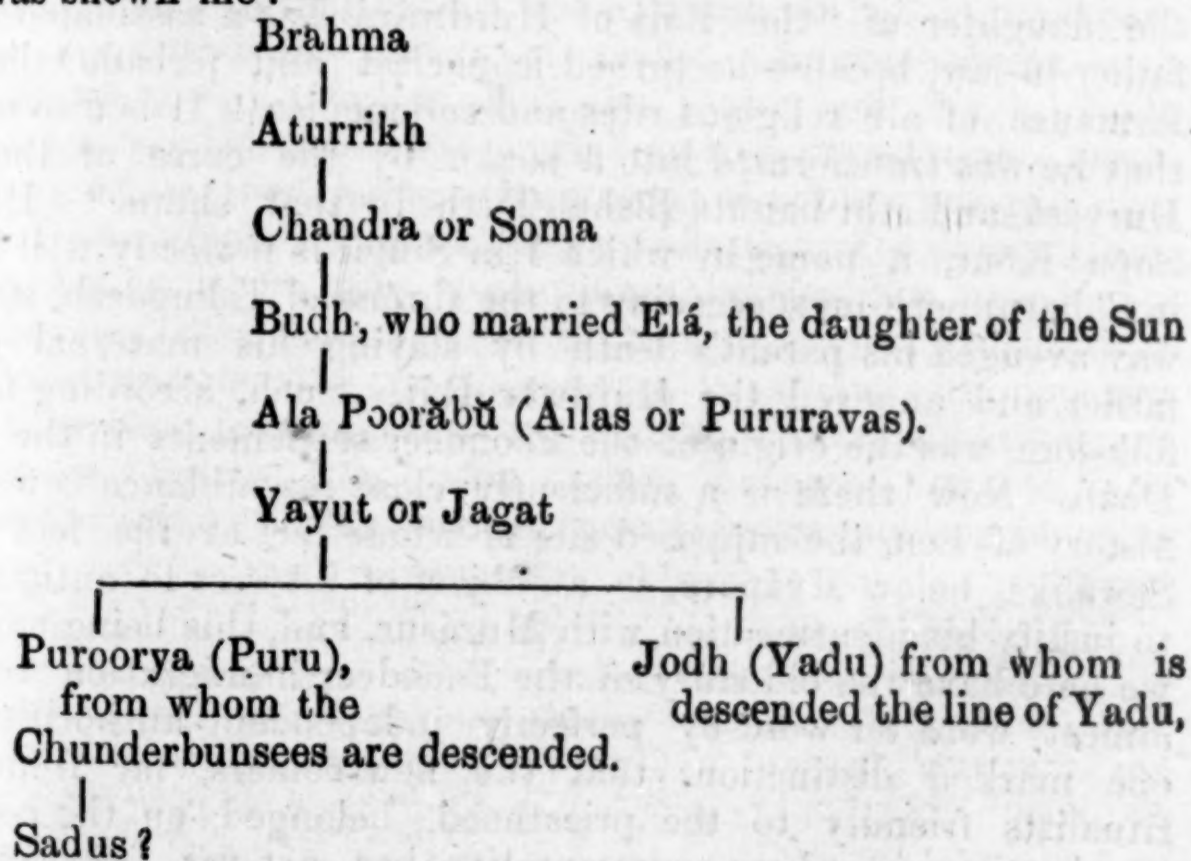 Brahma
Aturrikh
Chandra or Soma
Budh, who married Elá, the daughter of the Sun
Ala Poorăbŭ (Ailas or Pururavas).
Yayut or Jagat
Puroorya (Puru),
from whom the
Chunderbunsees are descended.
Jodh (Yadu) from whom is
descended the line of Yadu,
Sadus?